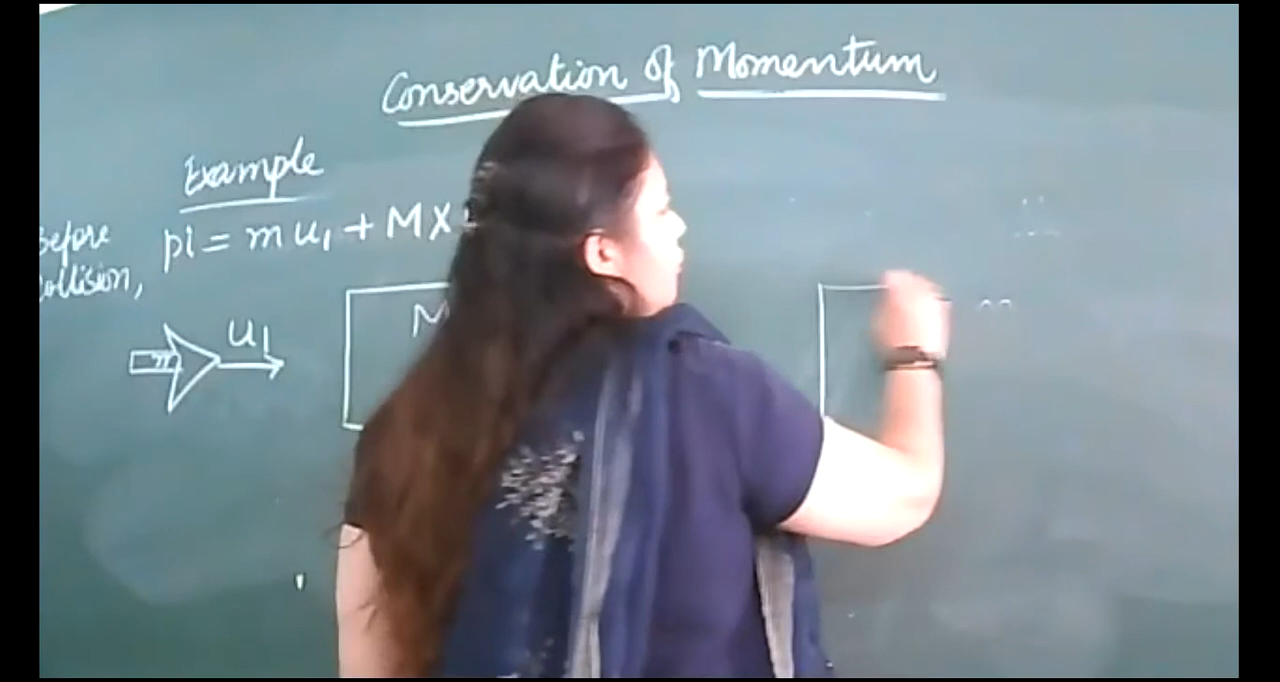 Conservation of Momentum
Example
pi = m u₁ + M X
Before
Collision,
m
u₁
M